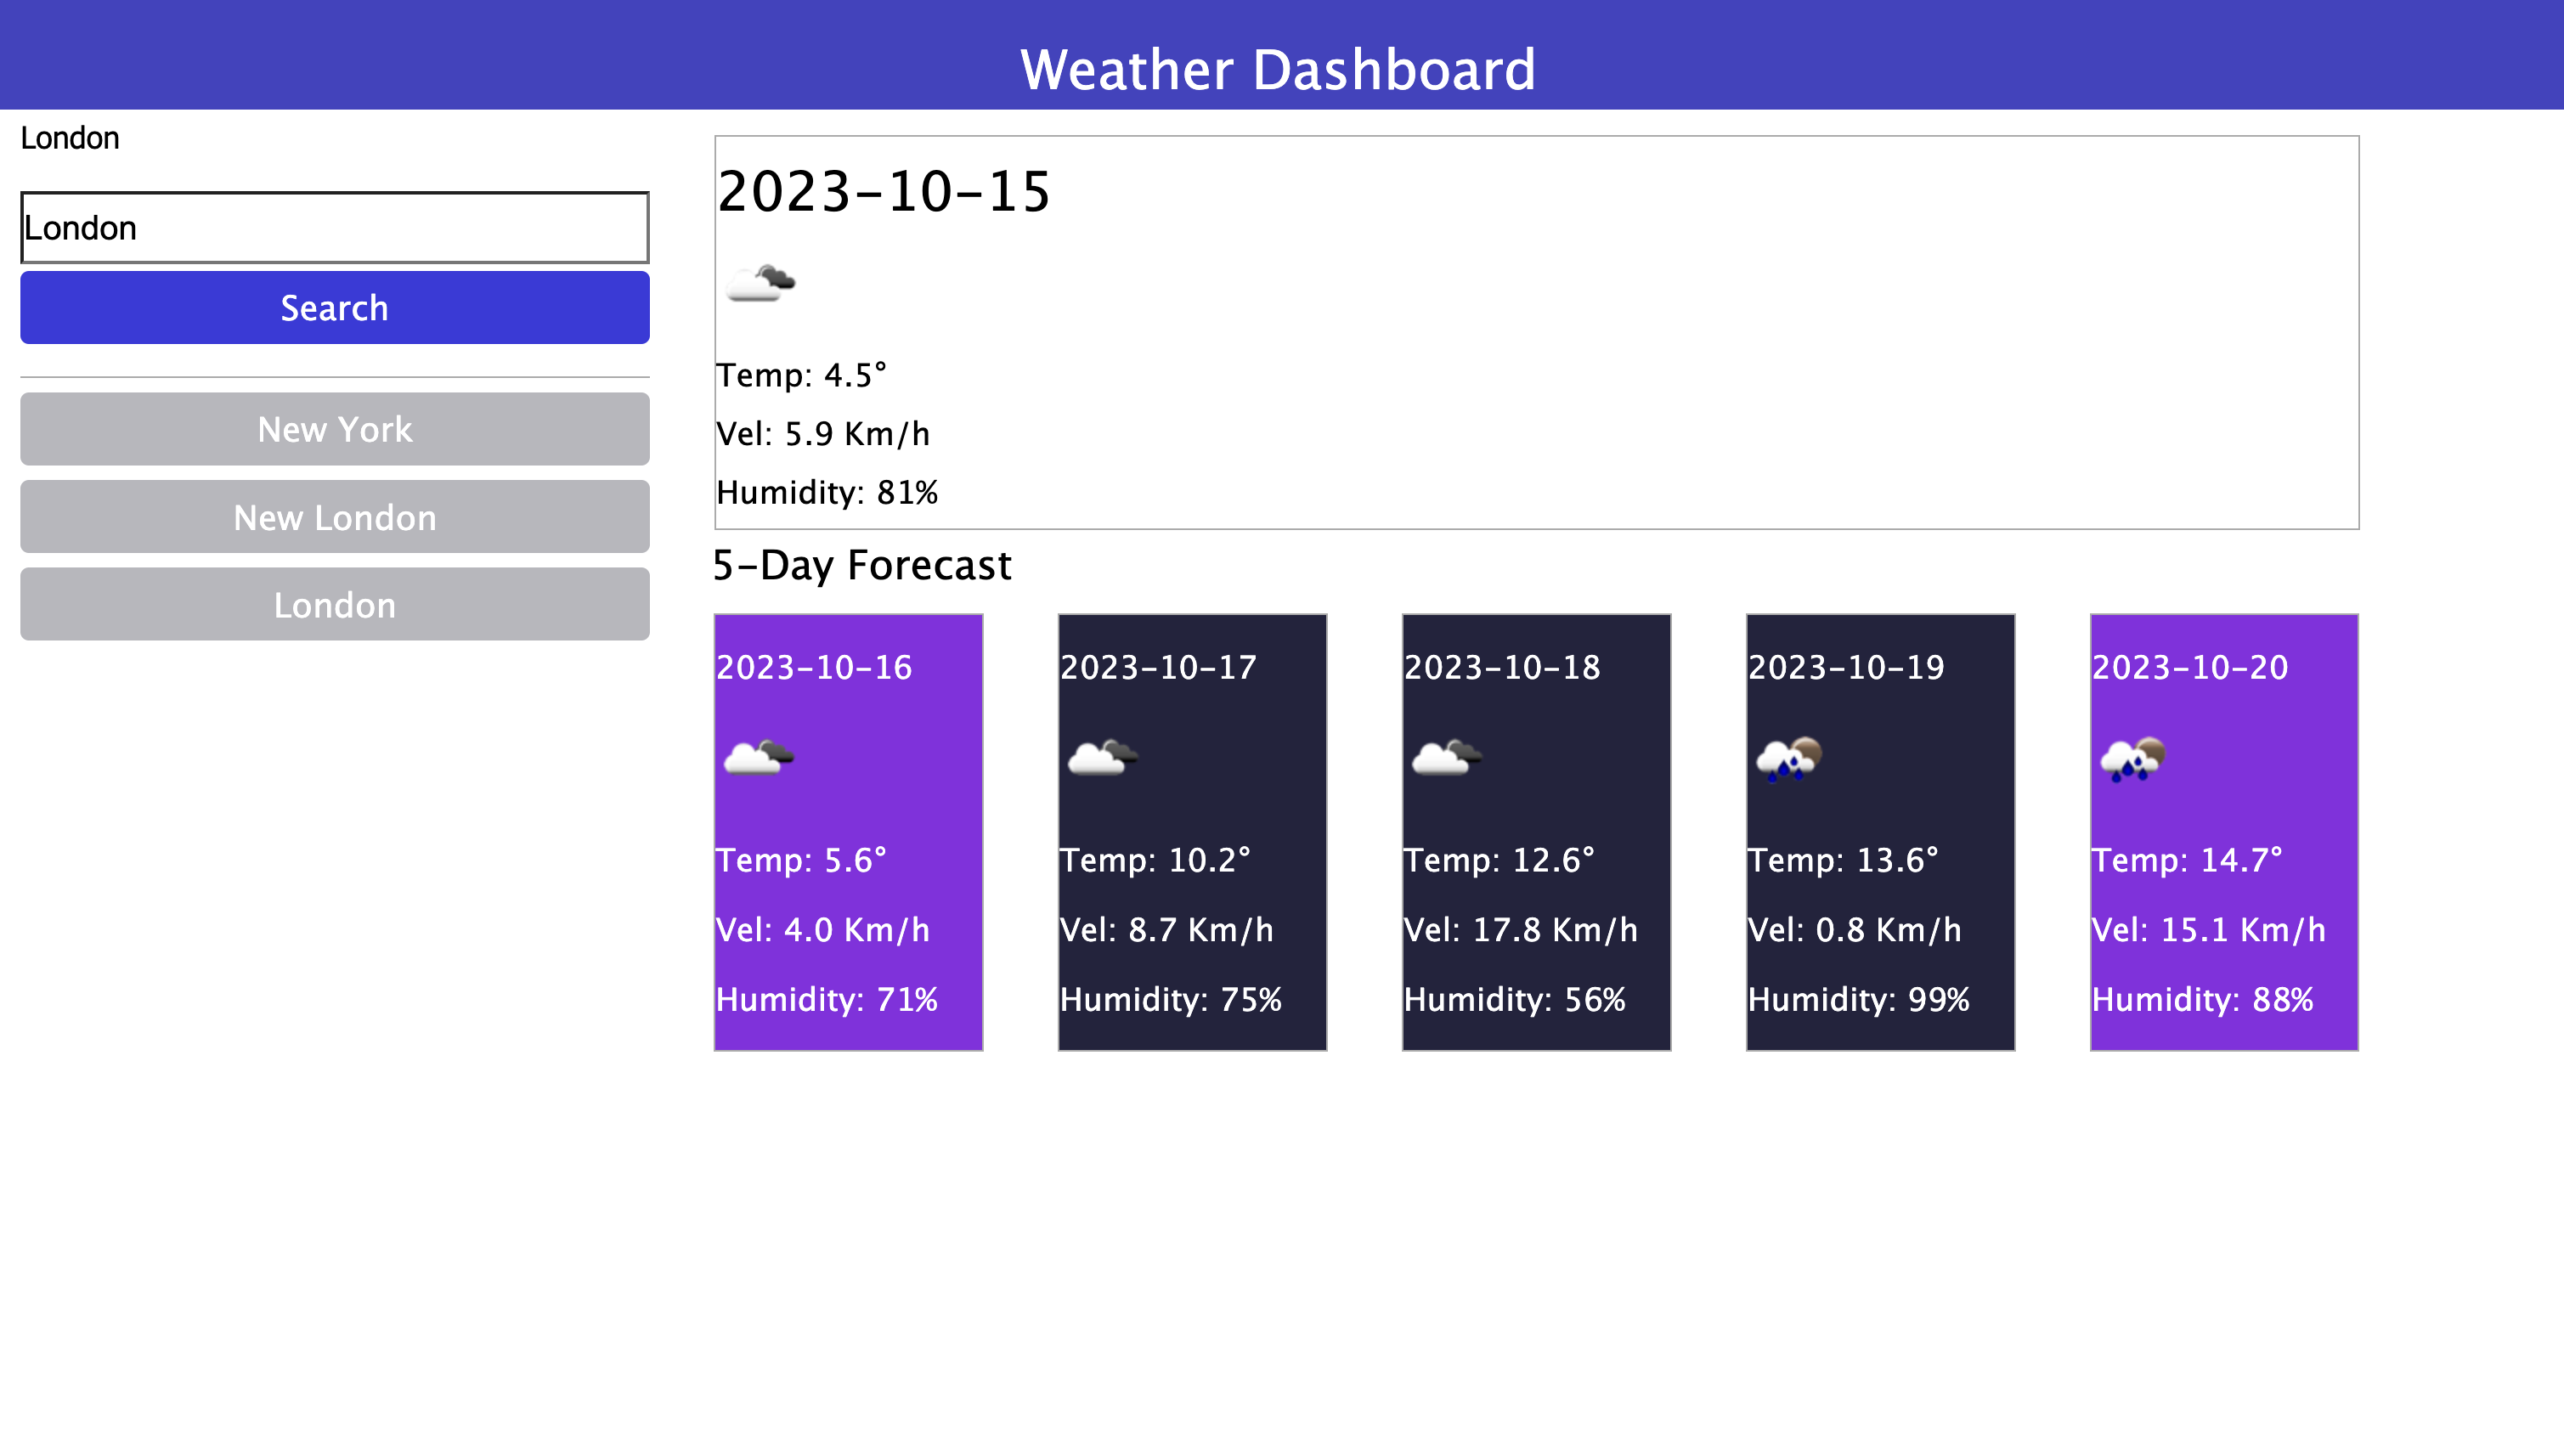 Weather Dashboard
London
London
Search
New York
New London
London
2023-10-15
Temp: 4.5°
Vel: 5.9 Km/h
Humidity: 81%
5-Day Forecast
2023-10-16
Temp: 5.6°
Vel: 4.0 Km/h
Humidity: 71%
2023-10-17
Temp: 10.2°
Vel: 8.7 Km/h
Humidity: 75%
2023-10-18
Temp: 12.6°
Vel: 17.8 Km/h
Humidity: 56%
2023-10-19
Temp: 13.6°
Vel: 0.8 Km/h
Humidity: 99%
2023-10-20
Temp: 14.7°
Vel: 15.1 Km/h
Humidity: 88%